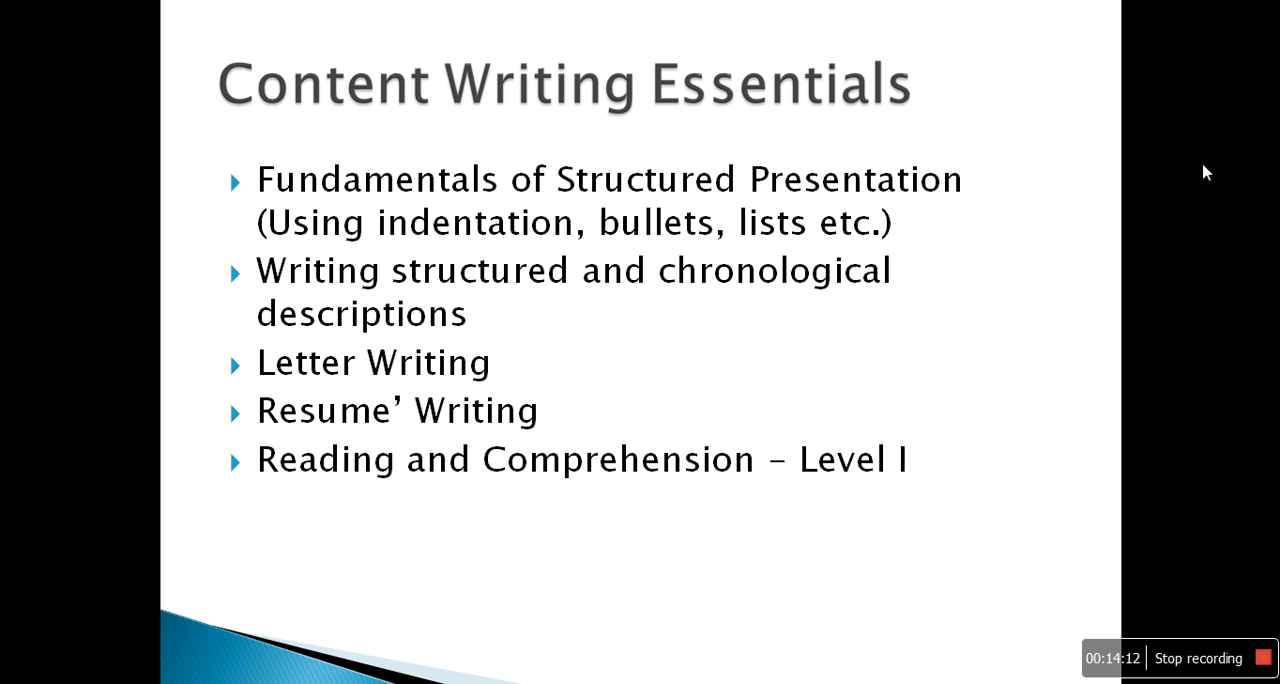 Content Writing Essentials
Fundamentals of Structured Presentation
(Using indentation, bullets, lists etc.)
Writing structured and chronological
descriptions
Letter Writing
Resume’ Writing
Reading and Comprehension – Level I
00:14:12 Stop recording